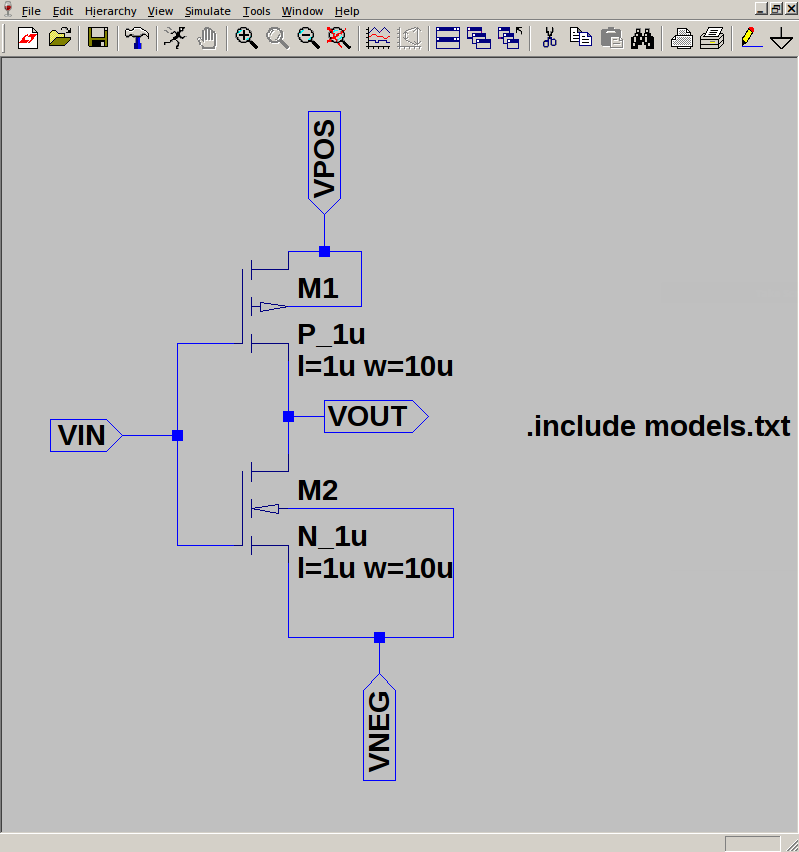 File Edit Hierarchy View Simulate Tools Window Help
VPOS
M1
P_1u
l=1u w=10u
VOUT
VIN
.include models.txt
M2
N_1u
l=1u w=10u
VNEG